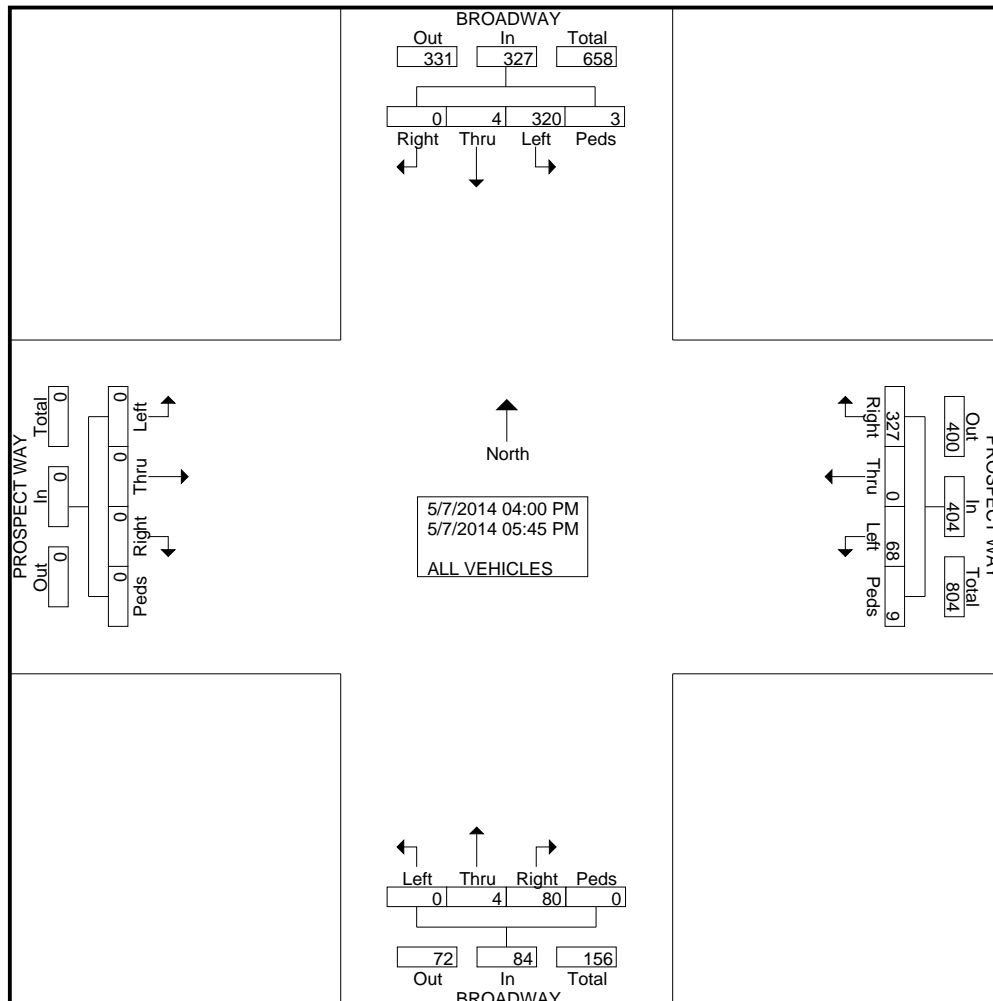 BROADWAY
Out In Total
331 327 658
0 4 320 3
Right Thru Left Peds
PROSPECT WAY
Total In Out
0 0 0
0 0 0 0
Left Thru Right Peds
North
5/7/2014 04:00 PM
5/7/2014 05:45 PM
ALL VEHICLES
Right Thru Left Peds
327 0 68 9
400 404 804
Out In Total
PROSPECT WAY
Left Thru Right Peds
0 4 80 0
72 84 156
Out In Total
BROADWAY